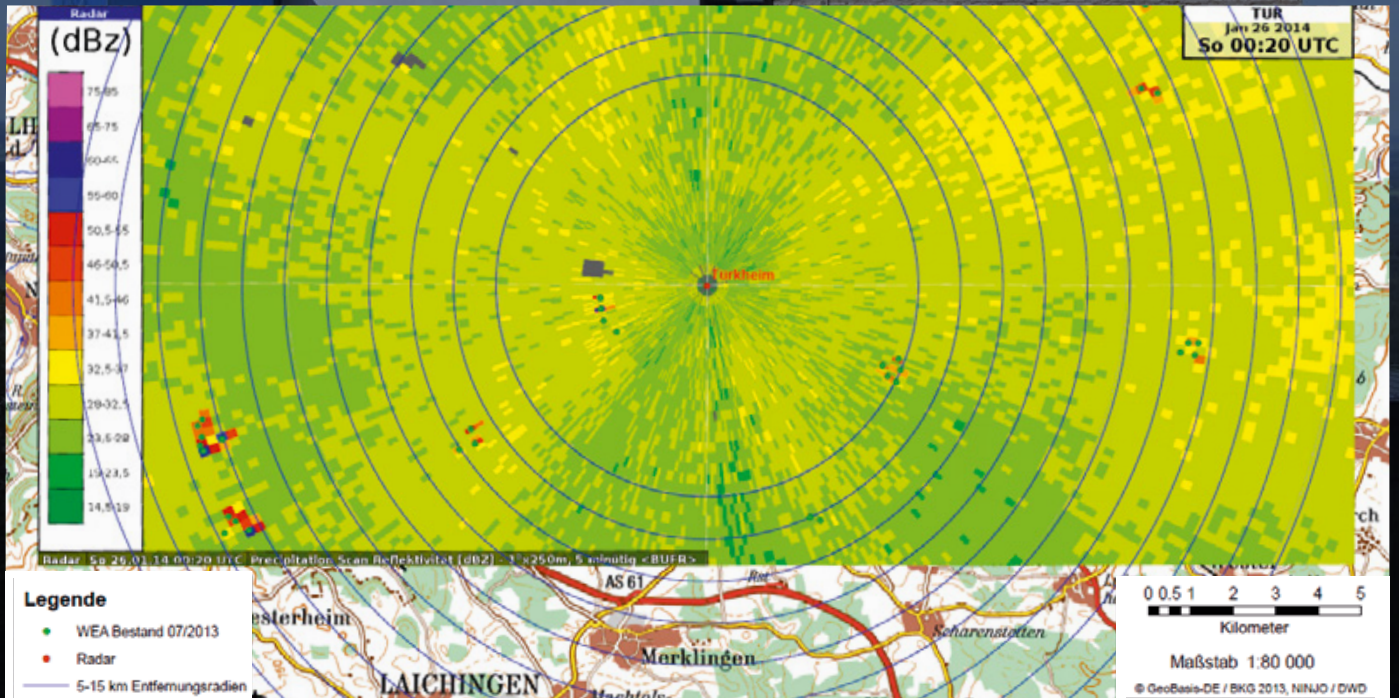 Radar
(dBz)
75-85
65-75
60-65
55-60
50,5-55
46-50,5
41,5-46
37-41,5
32,5-37
28-32,5
23,5-28
19-23,5
14,5-19
TUR
Jan 26 2014
So 00:20 UTC
Turkheim
Radar So 26.01.14 00:20 UTC Precipitation Scan Reflektivitet [dBZ] - 1°x250m, 5 minutig <BUFR>
Legende
WEA Bestand 07/2013
Radar
5-15 km Entfernungsradien
esterheim
AS 61
Merklingen
LAICHINGEN
Scharenstetten
0 0.5 1 2 3 4 5
Kilometer
Maßstab 1:80 000
© GeoBasis-DE / BKG 2013, NINJO / DWD